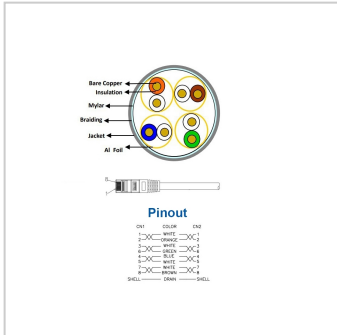 Bare Copper
Insulation
Mylar
Braiding
Jacket
Al Foil
8
1
Pinout
CN1 COLOR CN2
1 WHITE 1
2 ORANGE 2
3 WHITE 3
6 GREEN 6
4 BLUE 4
5 WHITE 5
7 WHITE 7
8 BROWN 8
SHELL DRAIN SHELL